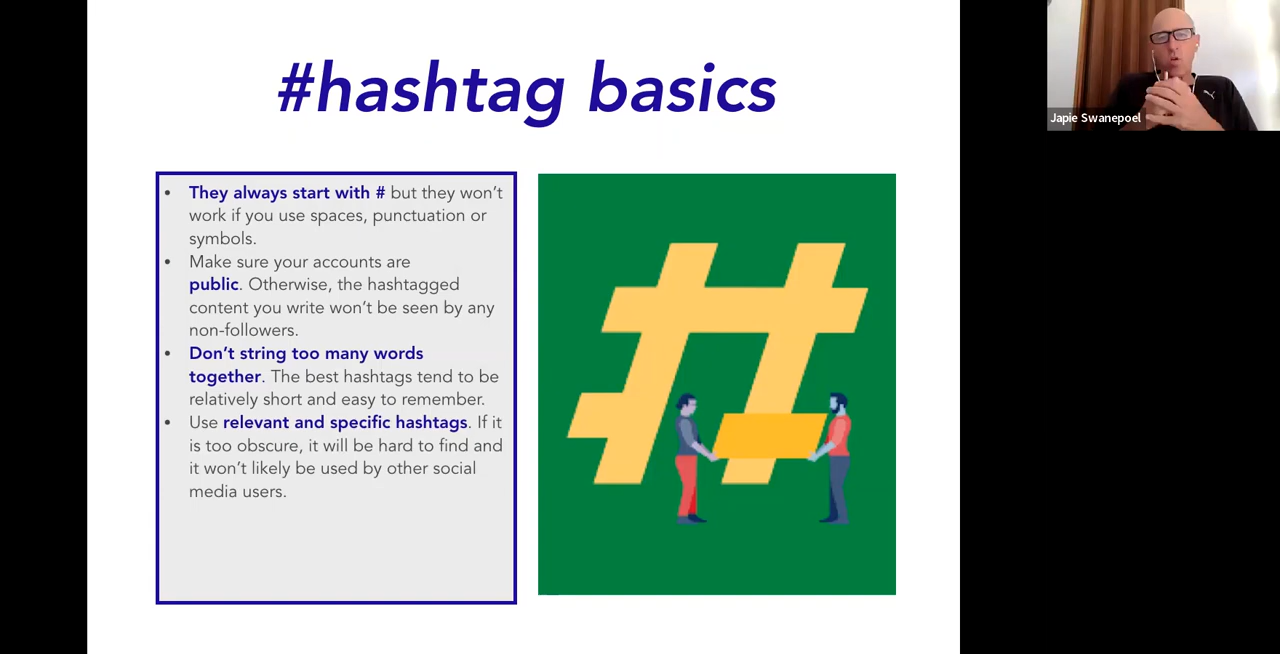 #hashtag basics
• They always start with # but they won’t
work if you use spaces, punctuation or
symbols.
• Make sure your accounts are
public. Otherwise, the hashtagged
content you write won’t be seen by any
non-followers.
• Don’t string too many words
together. The best hashtags tend to be
relatively short and easy to remember.
• Use relevant and specific hashtags. If it
is too obscure, it will be hard to find and
it won’t likely be used by other social
media users.
Japie Swanepoel